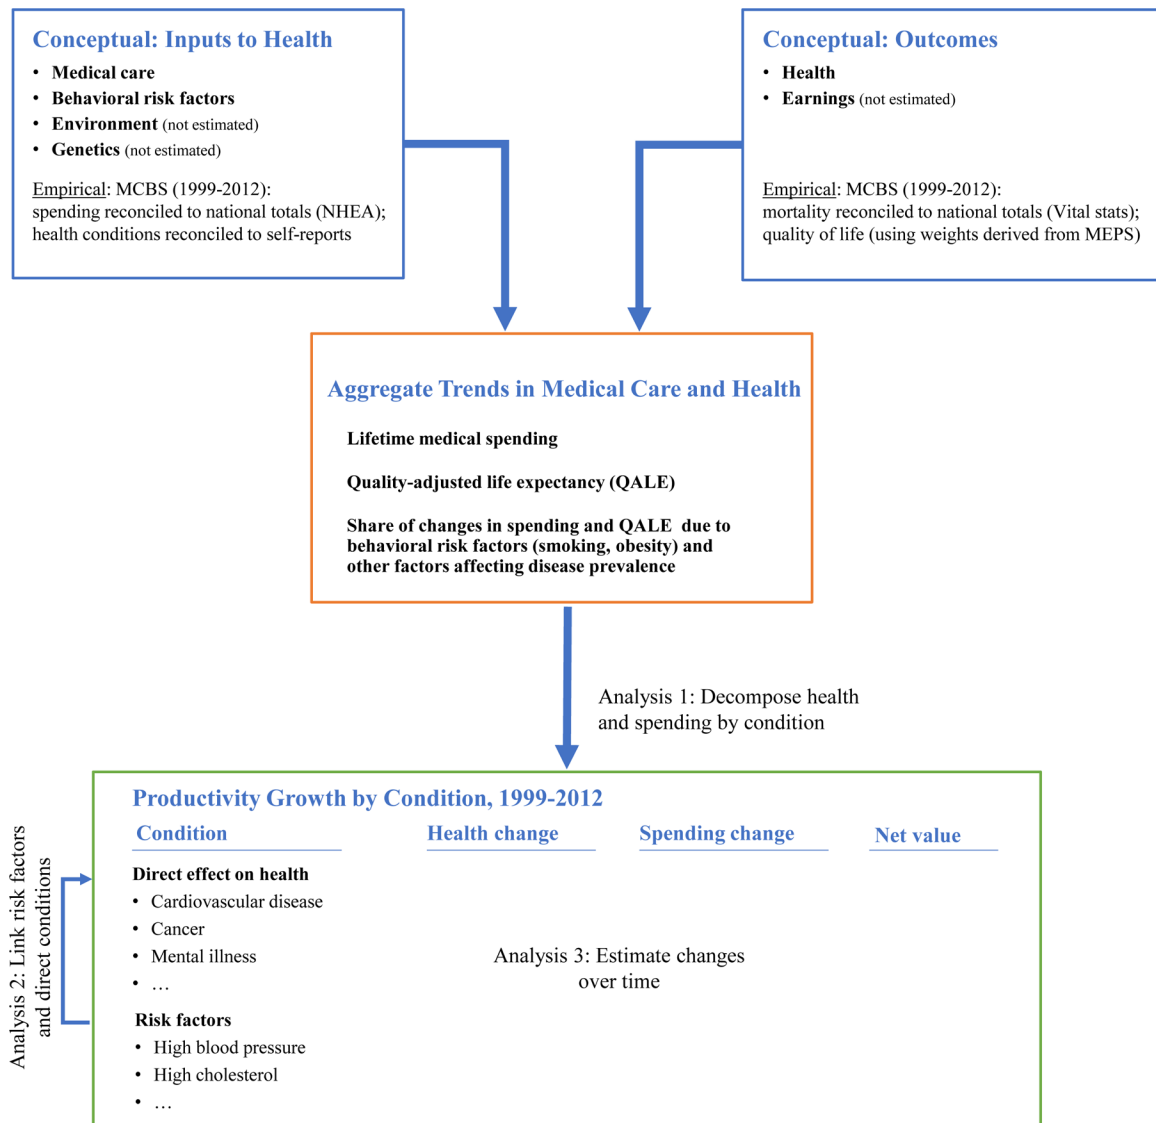 Conceptual: Inputs to Health
• Medical care
• Behavioral risk factors
• Environment (not estimated)
• Genetics (not estimated)
Empirical: MCBS (1999-2012):
spending reconciled to national totals (NHEA);
health conditions reconciled to self-reports
Conceptual: Outcomes
• Health
• Earnings (not estimated)
Empirical: MCBS (1999-2012):
mortality reconciled to national totals (Vital stats);
quality of life (using weights derived from MEPS)
Aggregate Trends in Medical Care and Health
Lifetime medical spending
Quality-adjusted life expectancy (QALE)
Share of changes in spending and QALE due to
behavioral risk factors (smoking, obesity) and
other factors affecting disease prevalence
Analysis 1: Decompose health
and spending by condition
Analysis 2: Link risk factors
and direct conditions
Productivity Growth by Condition, 1999-2012
Condition Health change Spending change Net value
Direct effect on health
• Cardiovascular disease
• Cancer
• Mental illness
• …
Analysis 3: Estimate changes
over time
Risk factors
• High blood pressure
• High cholesterol
• …